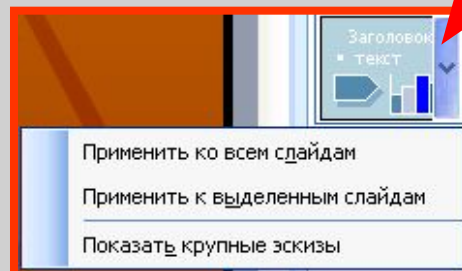 Заголовок
текст
Применить ко всем слайдам
Применить к выделенным слайдам
Показать крупные эскизы